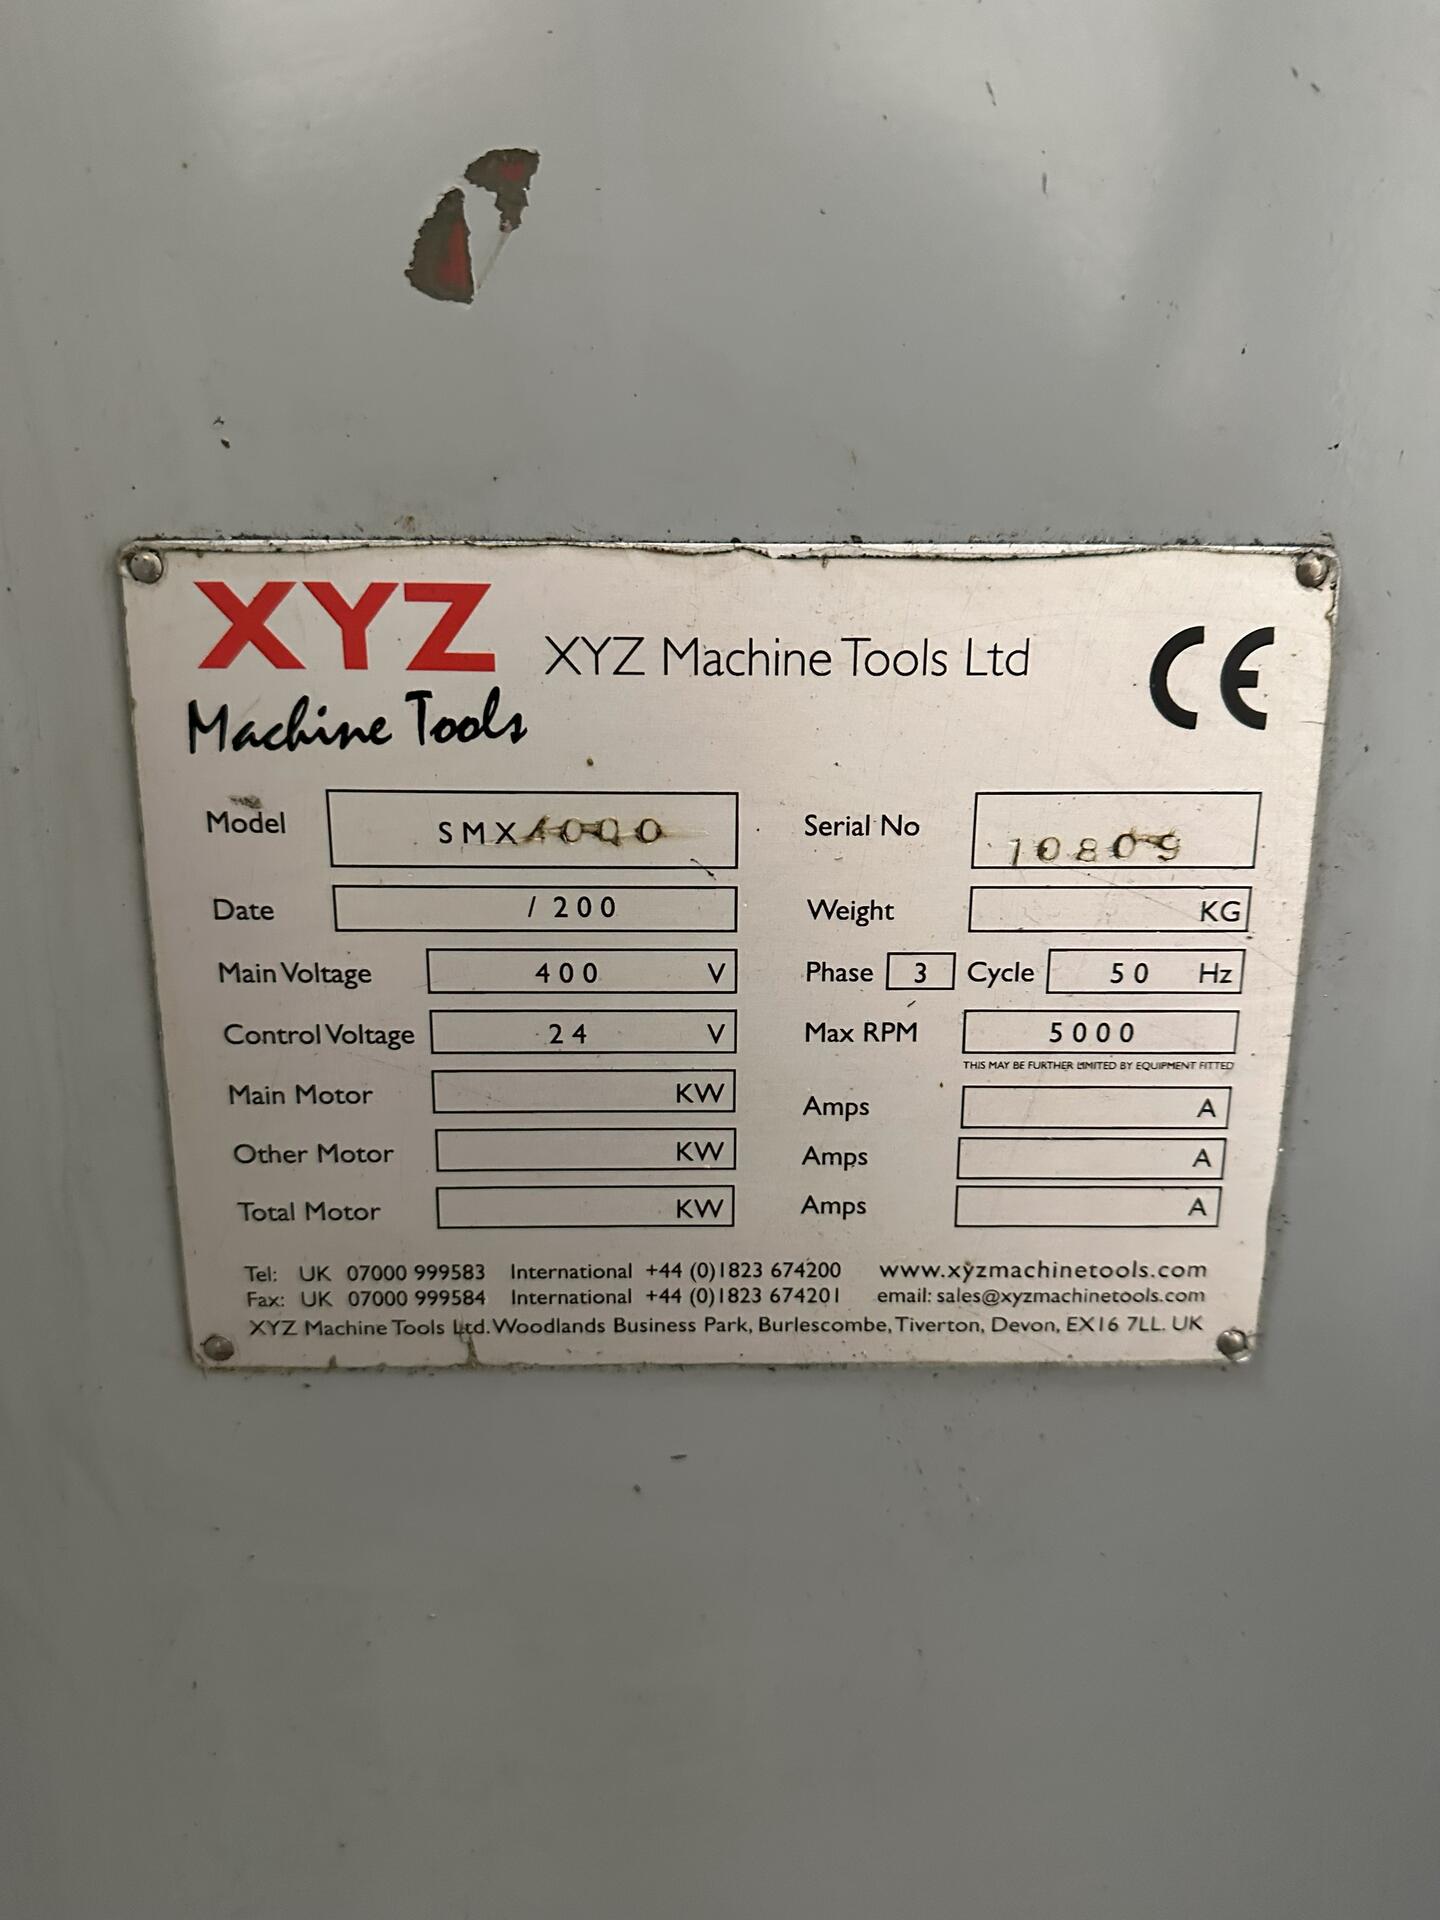 XYZ
Machine Tools
XYZ Machine Tools Ltd
CE
Model SMX 4000 Serial No 10809
Date / 200 Weight KG
Main Voltage 400 V Phase 3 Cycle 50 Hz
Control Voltage 24 V Max RPM 5000
THIS MAY BE FURTHER LIMITED BY EQUIPMENT FITTED
Main Motor KW Amps A
Other Motor KW Amps A
Total Motor KW Amps A
Tel: UK 07000 999583 International +44 (0)1823 674200 www.xyzmachinetools.com
Fax: UK 07000 999584 International +44 (0)1823 674201 email: sales@xyzmachinetools.com
XYZ Machine Tools Ltd. Woodlands Business Park, Burlescombe, Tiverton, Devon, EX16 7LL. UK